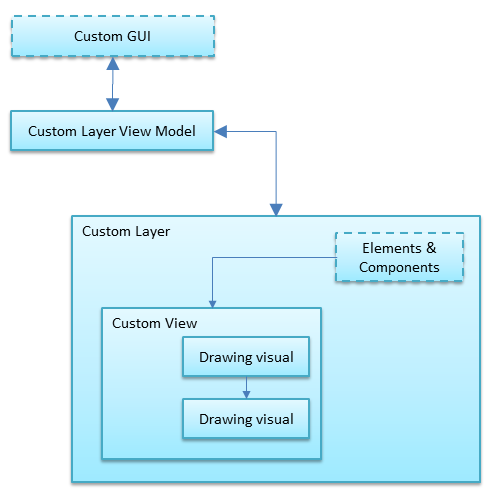 Custom GUI
Custom Layer View Model
Custom Layer
Elements &
Components
Custom View
Drawing visual
Drawing visual